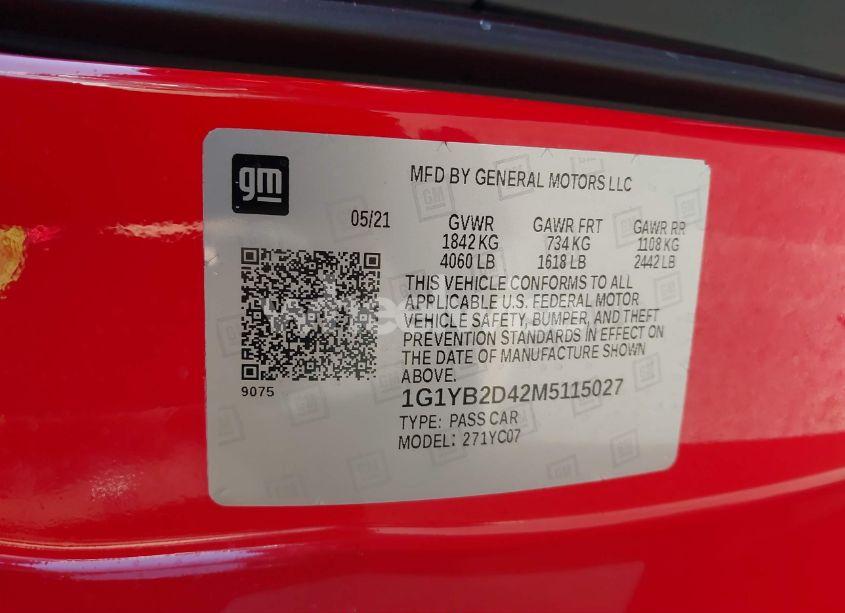 gm
MFD BY GENERAL MOTORS LLC
05/21 GVWR GAWR FRT GAWR RR
1842 KG 734 KG 1108 KG
4060 LB 1618 LB 2442 LB
THIS VEHICLE CONFORMS TO ALL
APPLICABLE U.S. FEDERAL MOTOR
VEHICLE SAFETY, BUMPER, AND THEFT
PREVENTION STANDARDS IN EFFECT ON
THE DATE OF MANUFACTURE SHOWN
ABOVE.
9075
1G1YB2D42M5115027
TYPE: PASS CAR
MODEL: 271YC07